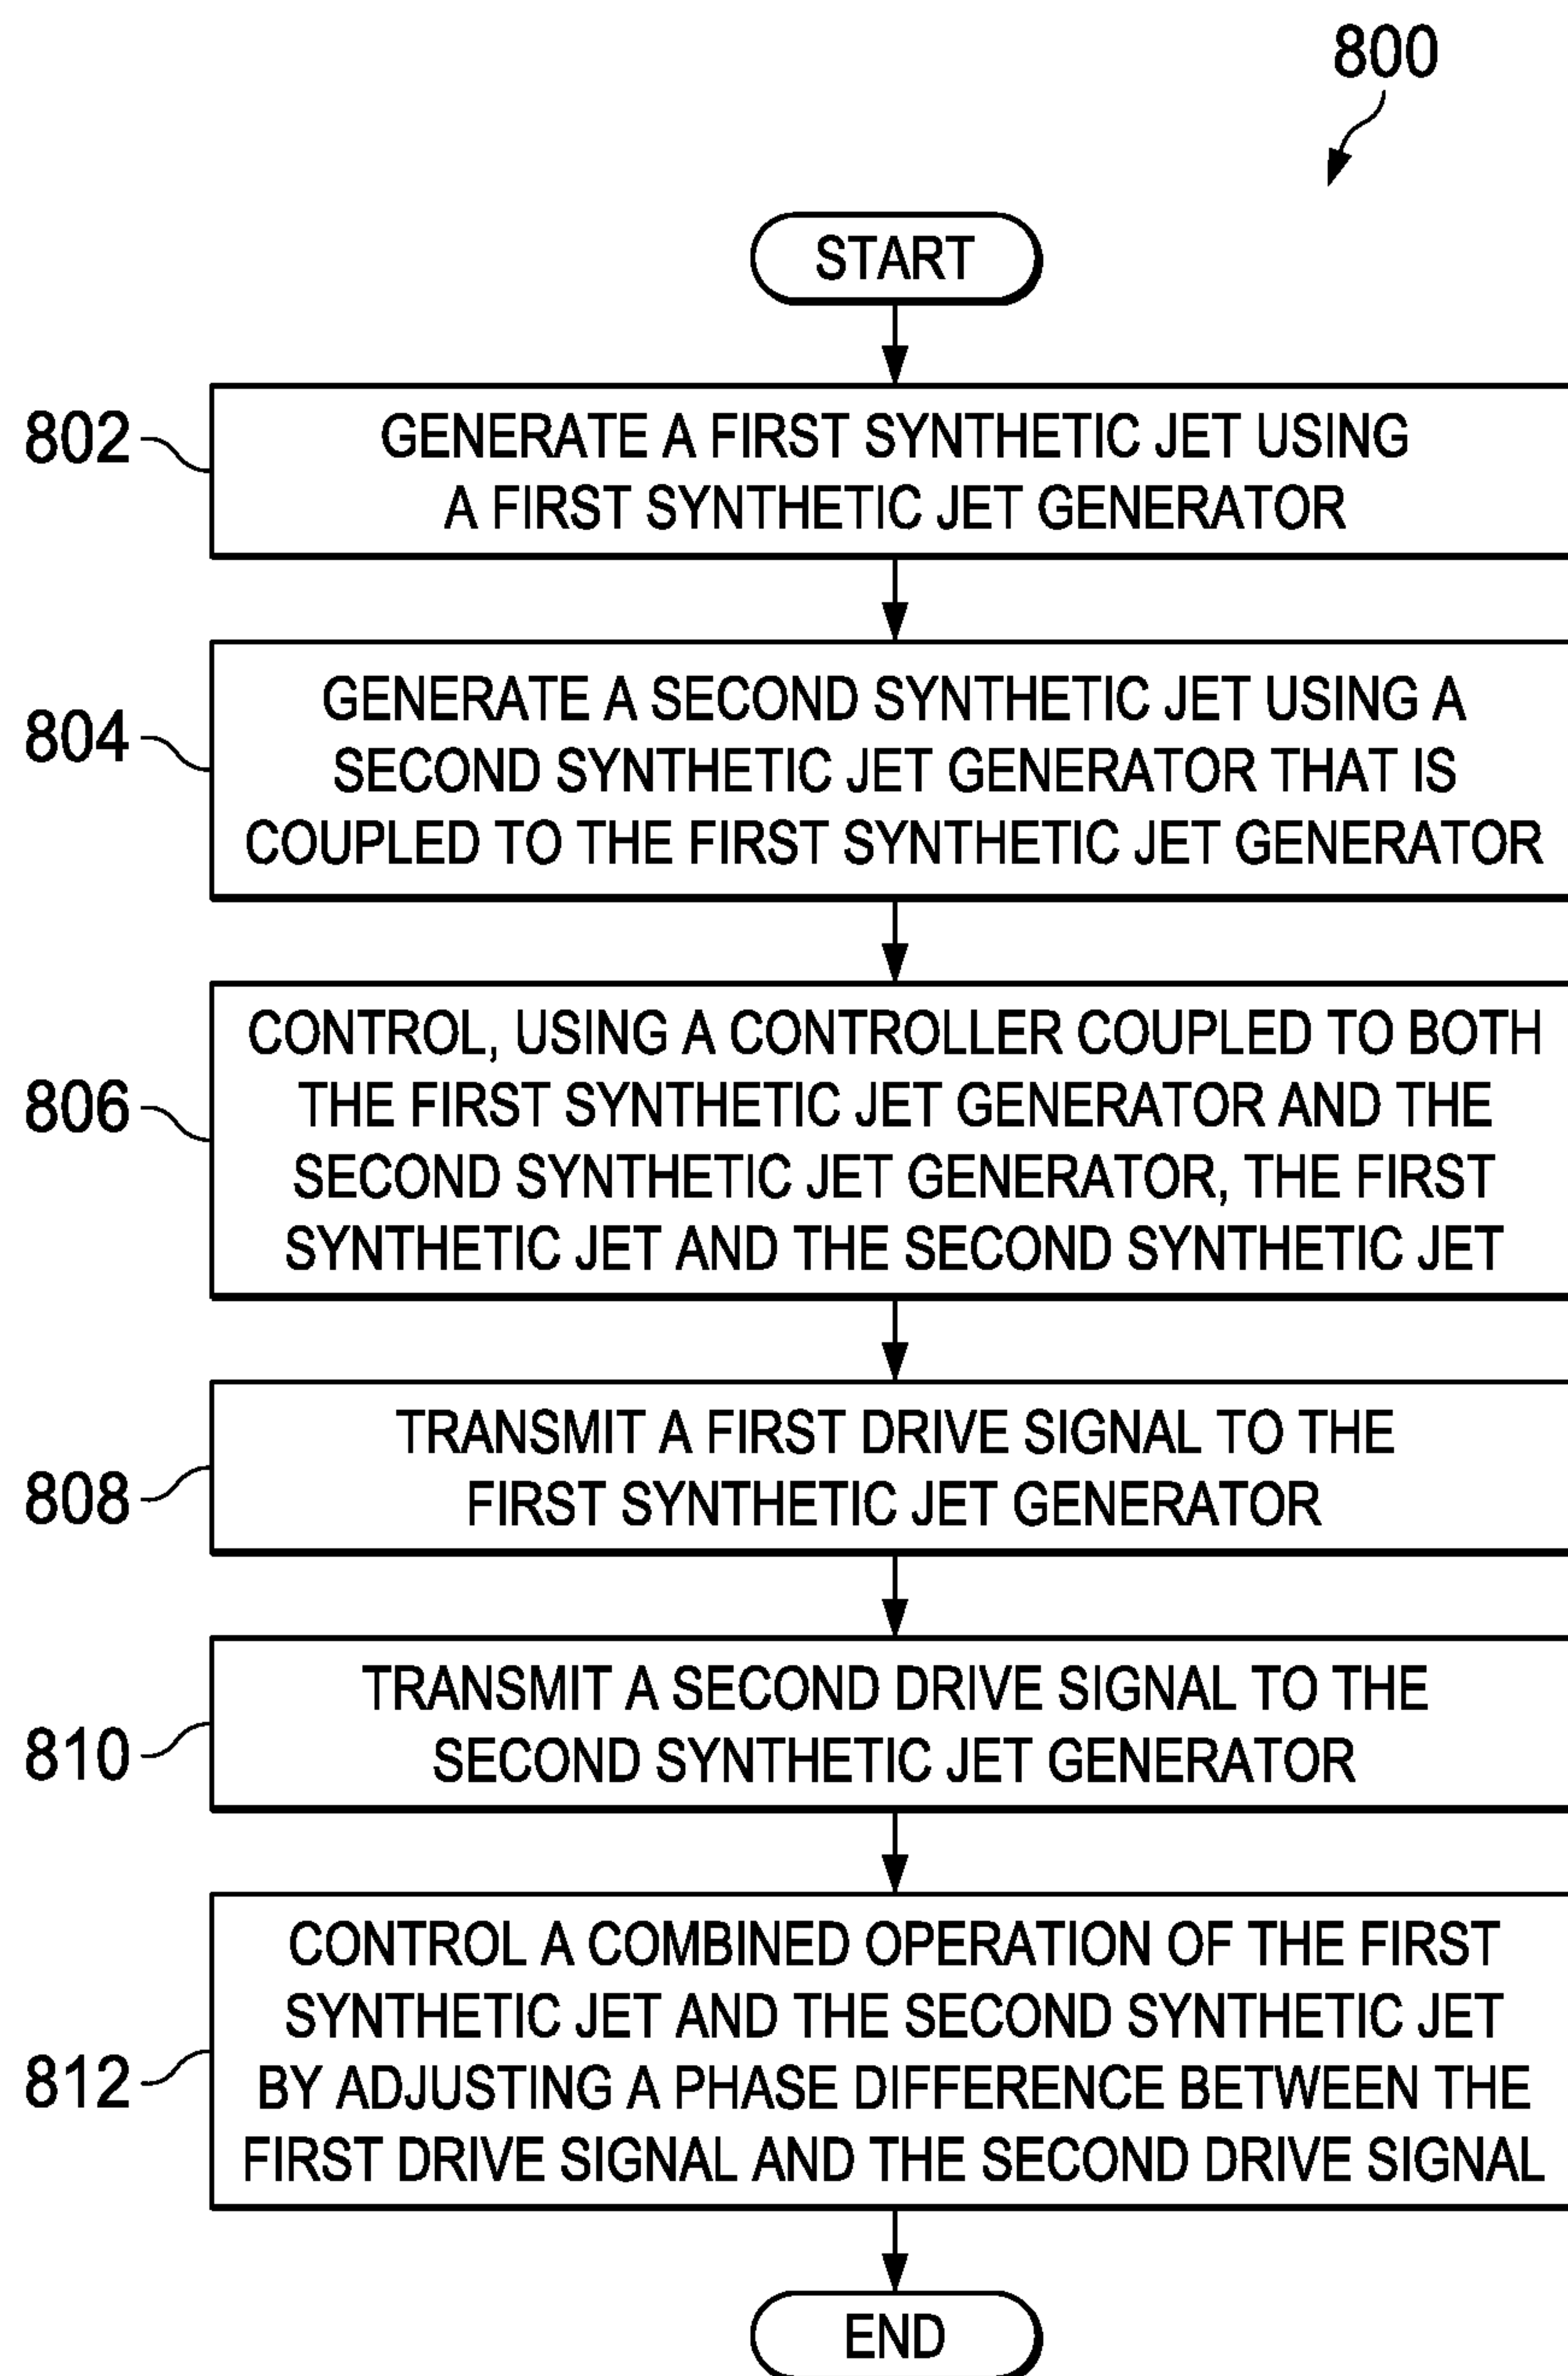 800
START
802
GENERATE A FIRST SYNTHETIC JET USING
A FIRST SYNTHETIC JET GENERATOR
804
GENERATE A SECOND SYNTHETIC JET USING A
SECOND SYNTHETIC JET GENERATOR THAT IS
COUPLED TO THE FIRST SYNTHETIC JET GENERATOR
806
CONTROL, USING A CONTROLLER COUPLED TO BOTH
THE FIRST SYNTHETIC JET GENERATOR AND THE
SECOND SYNTHETIC JET GENERATOR, THE FIRST
SYNTHETIC JET AND THE SECOND SYNTHETIC JET
808
TRANSMIT A FIRST DRIVE SIGNAL TO THE
FIRST SYNTHETIC JET GENERATOR
810
TRANSMIT A SECOND DRIVE SIGNAL TO THE
SECOND SYNTHETIC JET GENERATOR
812
CONTROL A COMBINED OPERATION OF THE FIRST
SYNTHETIC JET AND THE SECOND SYNTHETIC JET
BY ADJUSTING A PHASE DIFFERENCE BETWEEN THE
FIRST DRIVE SIGNAL AND THE SECOND DRIVE SIGNAL
END